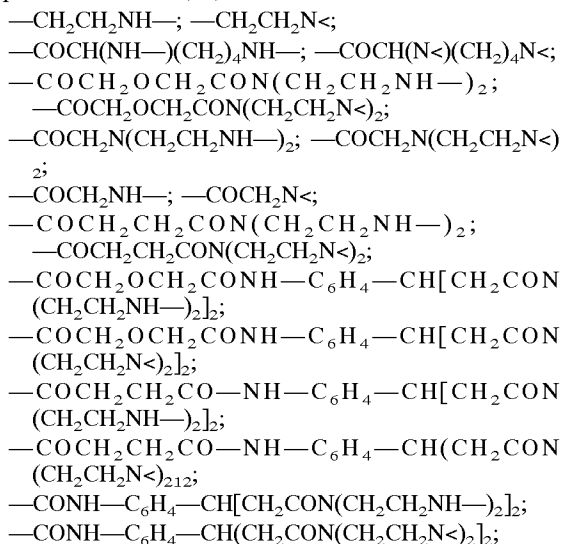 —CH₂CH₂NH—; —CH₂CH₂N<;
—COCH(NH—)(CH₂)₄NH—; —COCH(N<)(CH₂)₄N<;
—COCH₂OCH₂CON(CH₂CH₂NH—)₂;
—COCH₂OCH₂CON(CH₂CH₂N<)₂;
—COCH₂N(CH₂CH₂NH—)₂; —COCH₂N(CH₂CH₂N<)
₂;
—COCH₂NH—; —COCH₂N<;
—COCH₂CH₂CON(CH₂CH₂NH—)₂;
—COCH₂CH₂CON(CH₂CH₂N<)₂;
—COCH₂OCH₂CONH—C₆H₄—CH[CH₂CON
(CH₂CH₂NH—)₂]₂;
—COCH₂OCH₂CONH—C₆H₄—CH[CH₂CON
(CH₂CH₂N<)₂]₂;
—COCH₂CH₂CO—NH—C₆H₄—CH[CH₂CON
(CH₂CH₂NH—)₂]₂;
—COCH₂CH₂CO—NH—C₆H₄—CH(CH₂CON
(CH₂CH₂N<)₂₁₂;
—CONH—C₆H₄—CH[CH₂CON(CH₂CH₂NH—)₂]₂;
—CONH—C₆H₄—CH(CH₂CON(CH₂CH₂N<)₂]₂;